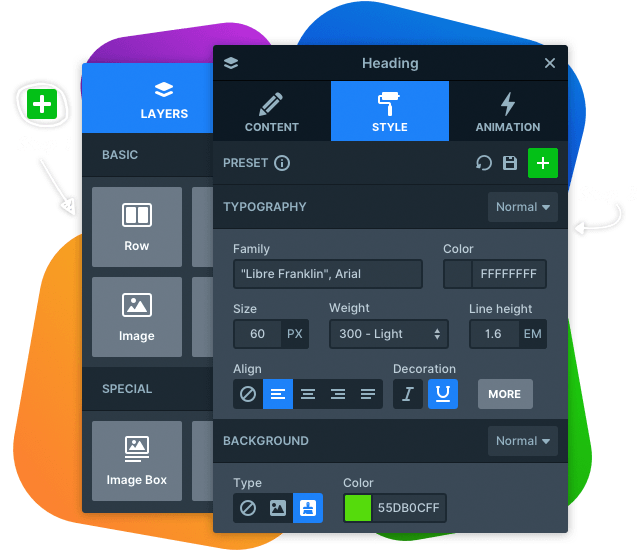 Heading
LAYERS
CONTENT
STYLE
ANIMATION
BASIC
PRESET
Row
Image
SPECIAL
Image Box
TYPOGRAPHY
Normal
Family
Color
"Libre Franklin", Arial
FFFFFFFF
Size
Weight
Line height
60 PX
300 - Light
1.6 EM
Align
Decoration
MORE
BACKGROUND
Normal
Type
Color
55DB0CFF